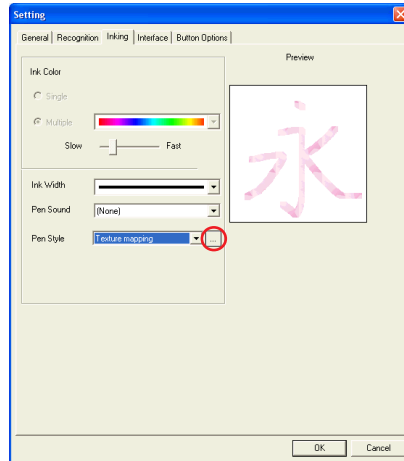 Setting
General Recognition Inking Interface Button Options
Preview
Ink Color
Single
Multiple
Slow Fast
Ink Width
Pen Sound (None)
Pen Style Texture mapping ...
永
OK Cancel